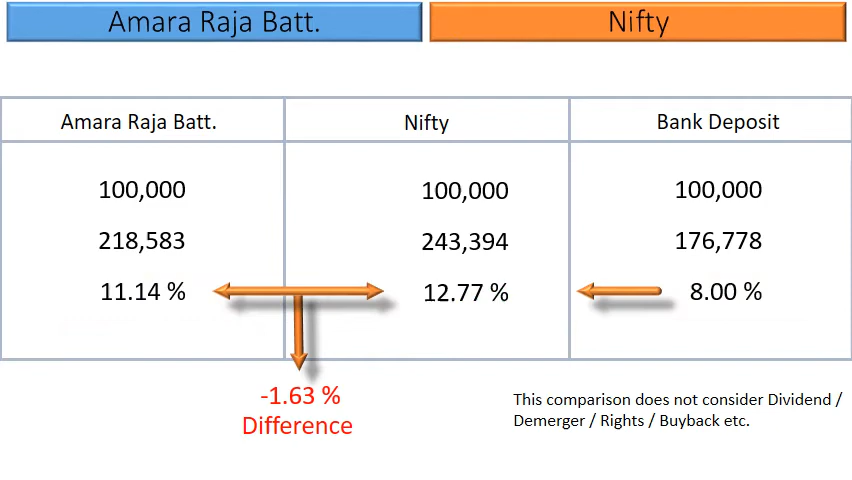 Amara Raja Batt.
Nifty
Amara Raja Batt.
Nifty
Bank Deposit
100,000
100,000
100,000
218,583
243,394
176,778
11.14 %
12.77 %
8.00 %
-1.63 %
Difference
This comparison does not consider Dividend /
Demerger / Rights / Buyback etc.